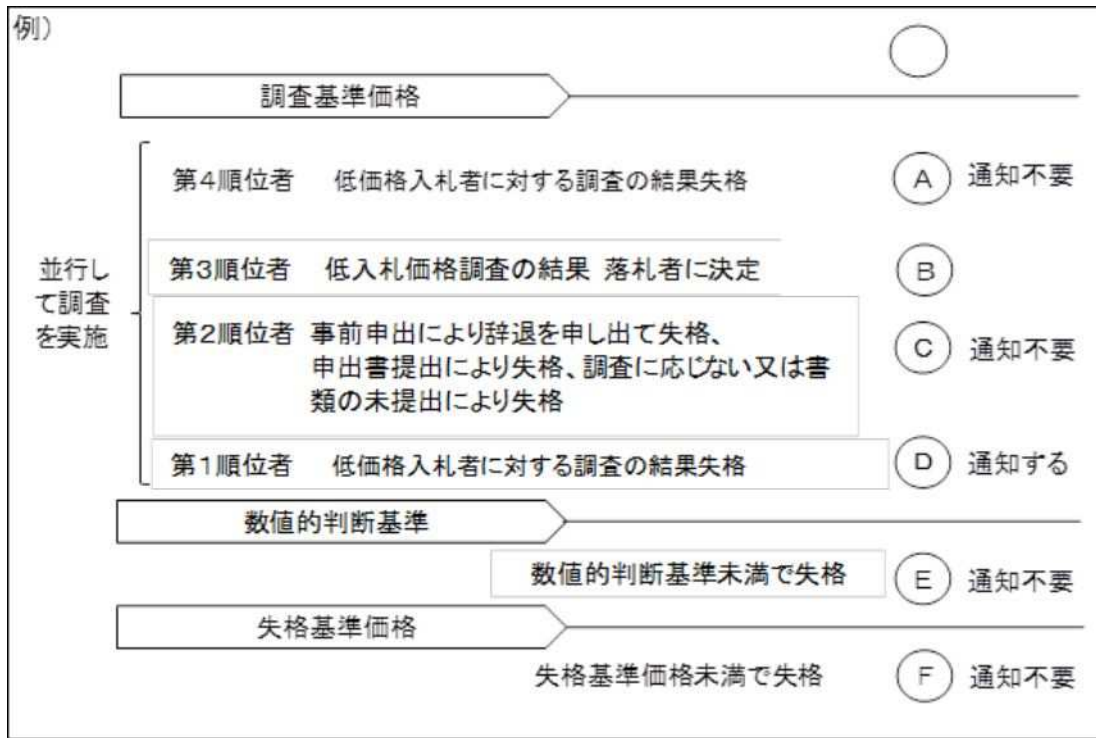 例）
調査基準価格
第４順位者　低価格入札者に対する調査の結果失格　Ａ　通知不要
並行し
て調査
を実施
第３順位者　低入札価格調査の結果 落札者に決定　Ｂ
第２順位者　事前申出により辞退を申し出て失格、
申出書提出により失格、調査に応じない又は書
類の未提出により失格
Ｃ　通知不要
第１順位者　低価格入札者に対する調査の結果失格　Ｄ　通知する
数値的判断基準
数値的判断基準未満で失格　Ｅ　通知不要
失格基準価格
失格基準価格未満で失格　Ｆ　通知不要